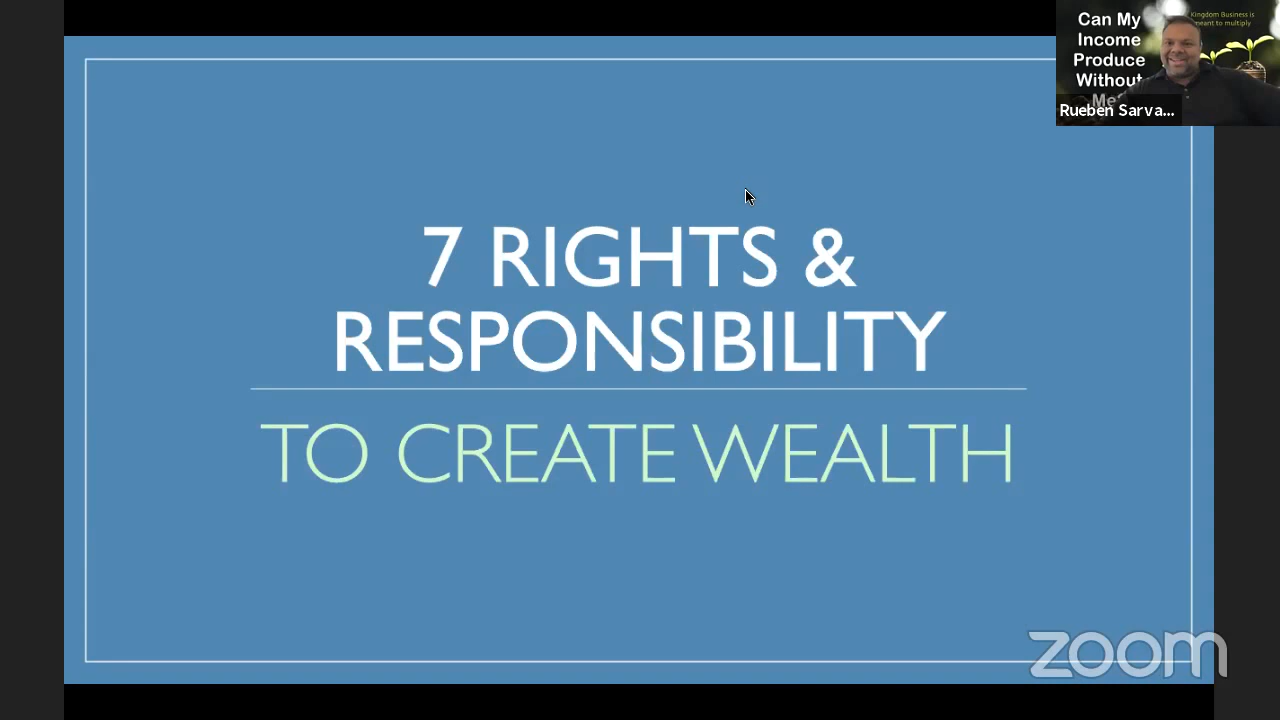 7 RIGHTS &
RESPONSIBILITY
TO CREATE WEALTH
Can My
Income
Produce
Without
Me?
Kingdom Business is
meant to multiply
Rueben Sarva...
zoom